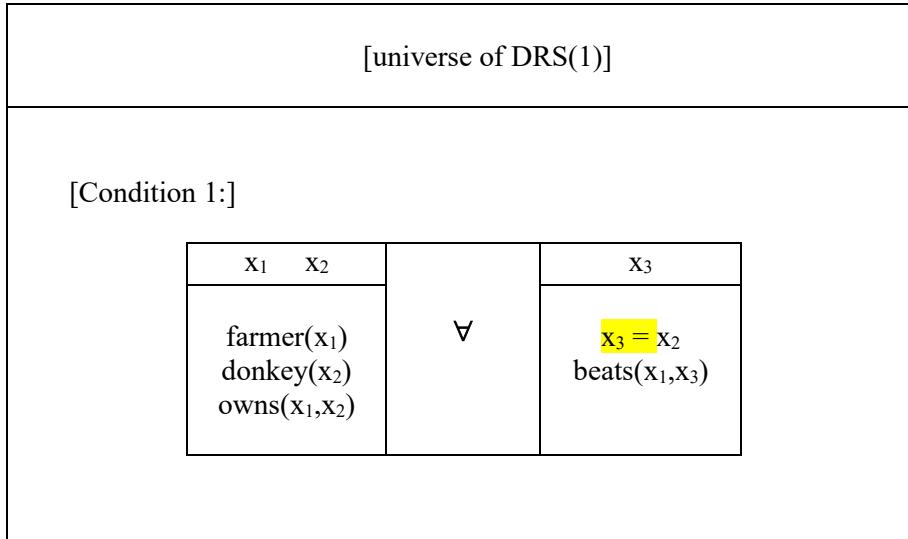 [universe of DRS(1)]
[Condition 1:]
x₁ x₂
x₃
farmer(x₁)
donkey(x₂)
owns(x₁,x₂)
∀
x₃ = x₂
beats(x₁,x₃)